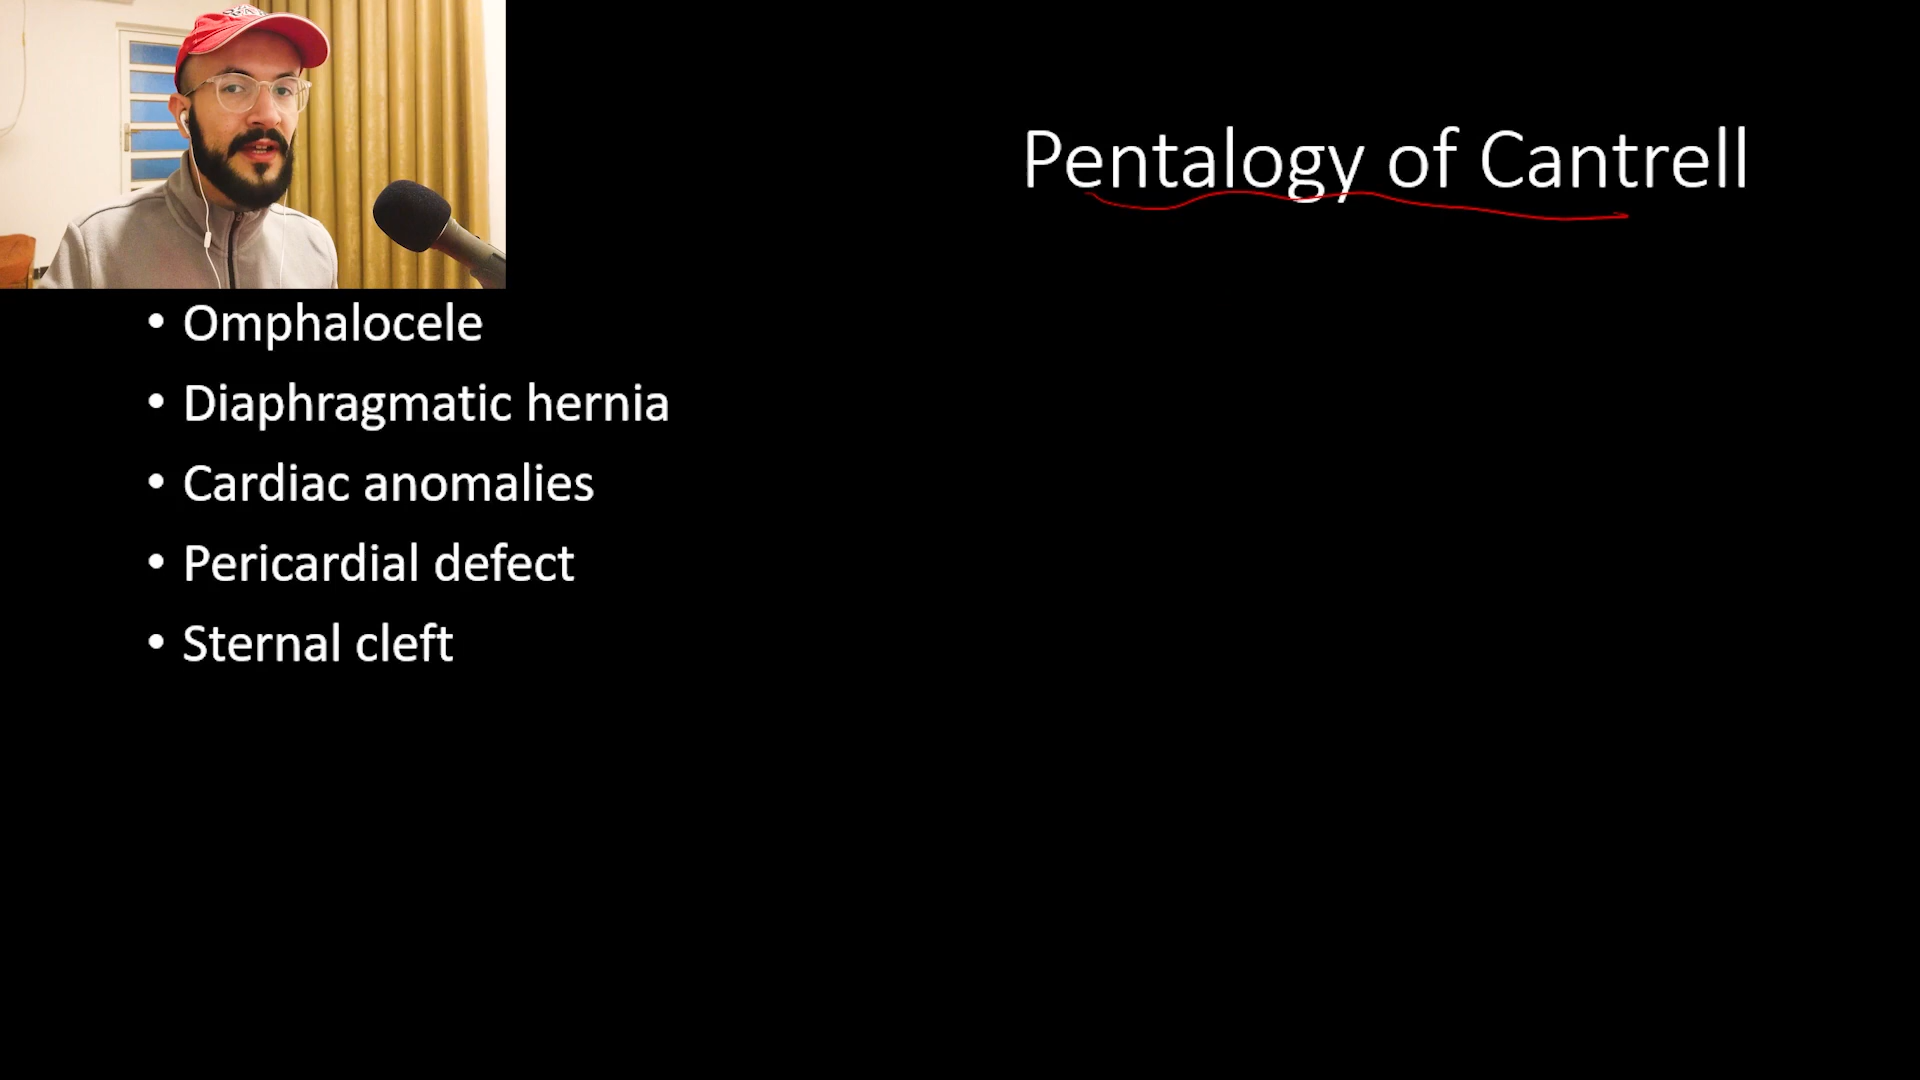 Pentalogy of Cantrell
• Omphalocele
• Diaphragmatic hernia
• Cardiac anomalies
• Pericardial defect
• Sternal cleft